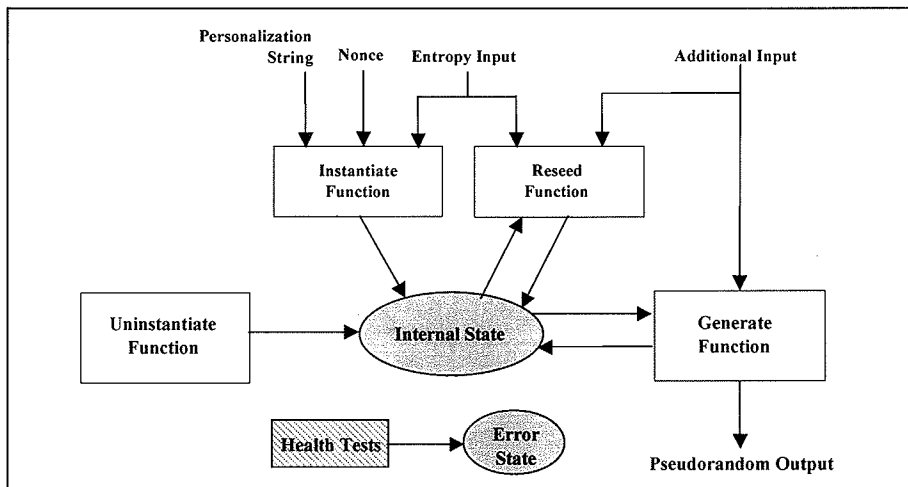 Personalization
String
Nonce
Entropy Input
Additional Input
Instantiate
Function
Reseed
Function
Uninstantiate
Function
Internal State
Generate
Function
Health Tests
Error
State
Pseudorandom Output